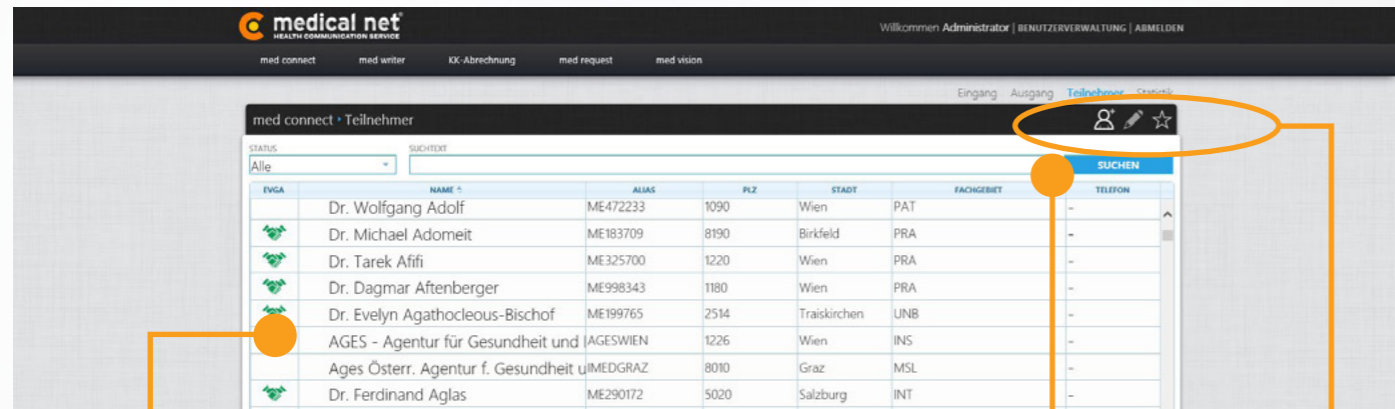 medical net
HEALTH COMMUNICATION SERVICE
Willkommen Administrator | BENUTZERVERWALTUNG | ABMELDEN
med connect med writer KK-Abrechnung med request med vision
Eingang Ausgang Teilnehmer Statistik
med connect › Teilnehmer
STATUS SUCHTEXT
Alle SUCHEN
EVGA NAME ALIAS PLZ STADT FACHGEBIET TELEFON
Dr. Wolfgang Adolf ME472233 1090 Wien PAT -
Dr. Michael Adomeit ME183709 8190 Birkfeld PRA -
Dr. Tarek Afifi ME325700 1220 Wien PRA -
Dr. Dagmar Aftenberger ME998343 1180 Wien PRA -
Dr. Evelyn Agathocleous-Bischof ME199765 2514 Traiskirchen UNB -
AGES - Agentur für Gesundheit und AGESWIEN 1226 Wien INS -
Ages Österr. Agentur f. Gesundheit u IMEDGRAZ 8010 Graz MSL -
Dr. Ferdinand Aglas ME290172 5020 Salzburg INT -